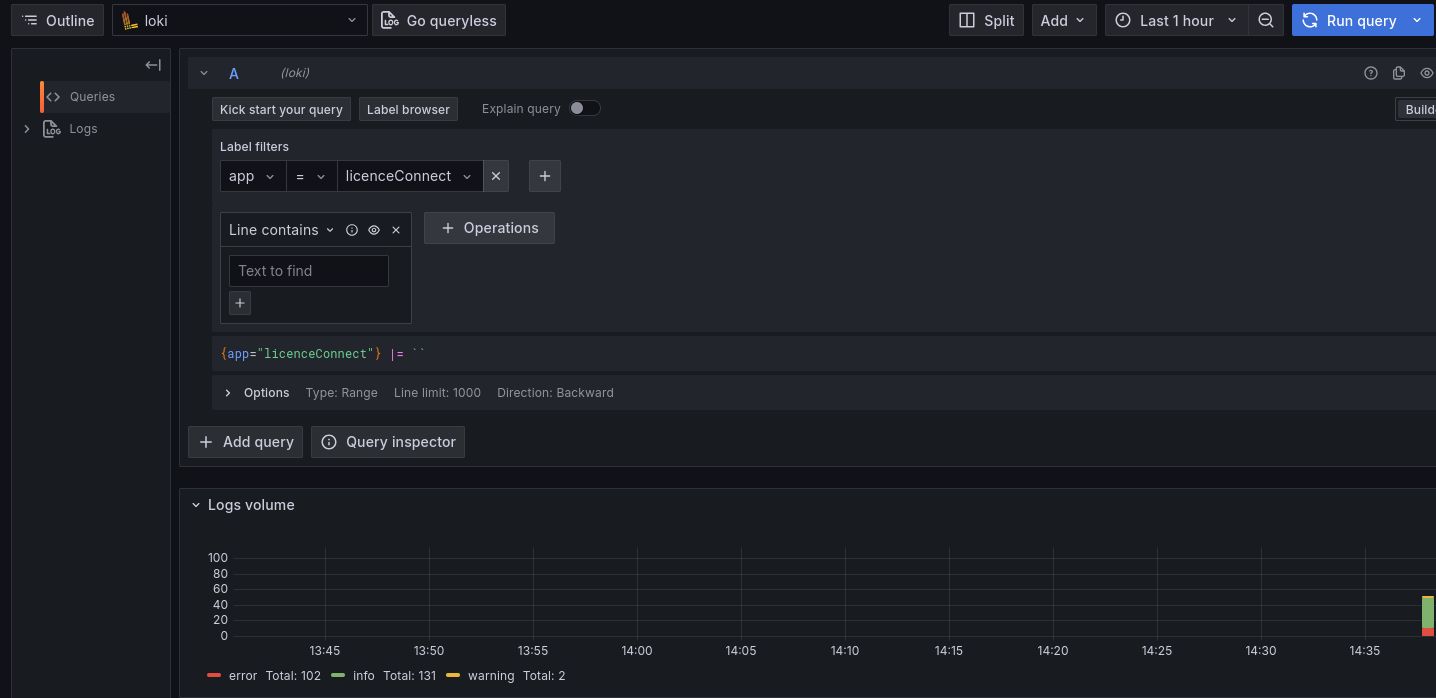 Outline loki Go queryless Split Add Last 1 hour Run query
A (loki)
Queries
Kick start your query Label browser Explain query
Logs
Label filters
app = licenceConnect
Line contains Operations
Text to find
{app="licenceConnect"} |= ``
Options Type: Range Line limit: 1000 Direction: Backward
Add query Query inspector
Logs volume
100
80
60
40
20
0
13:45 13:50 13:55 14:00 14:05 14:10 14:15 14:20 14:25 14:30 14:35
error Total: 102 info Total: 131 warning Total: 2